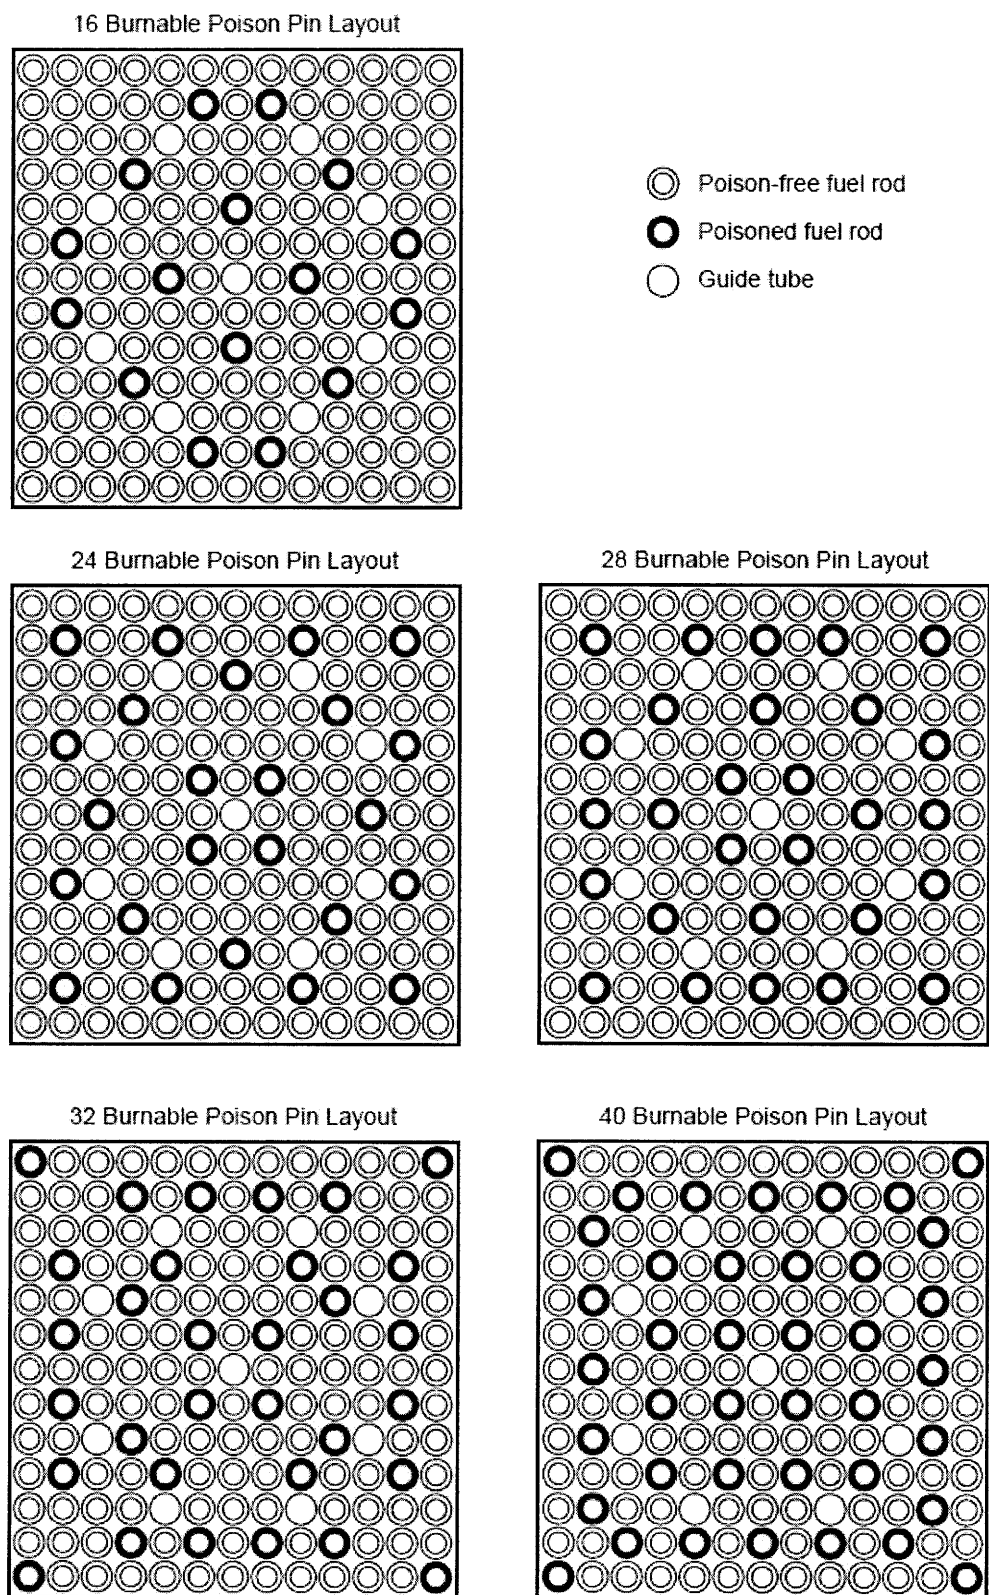 16 Burnable Poison Pin Layout
Poison-free fuel rod
Poisoned fuel rod
Guide tube
24 Burnable Poison Pin Layout
28 Burnable Poison Pin Layout
32 Burnable Poison Pin Layout
40 Burnable Poison Pin Layout